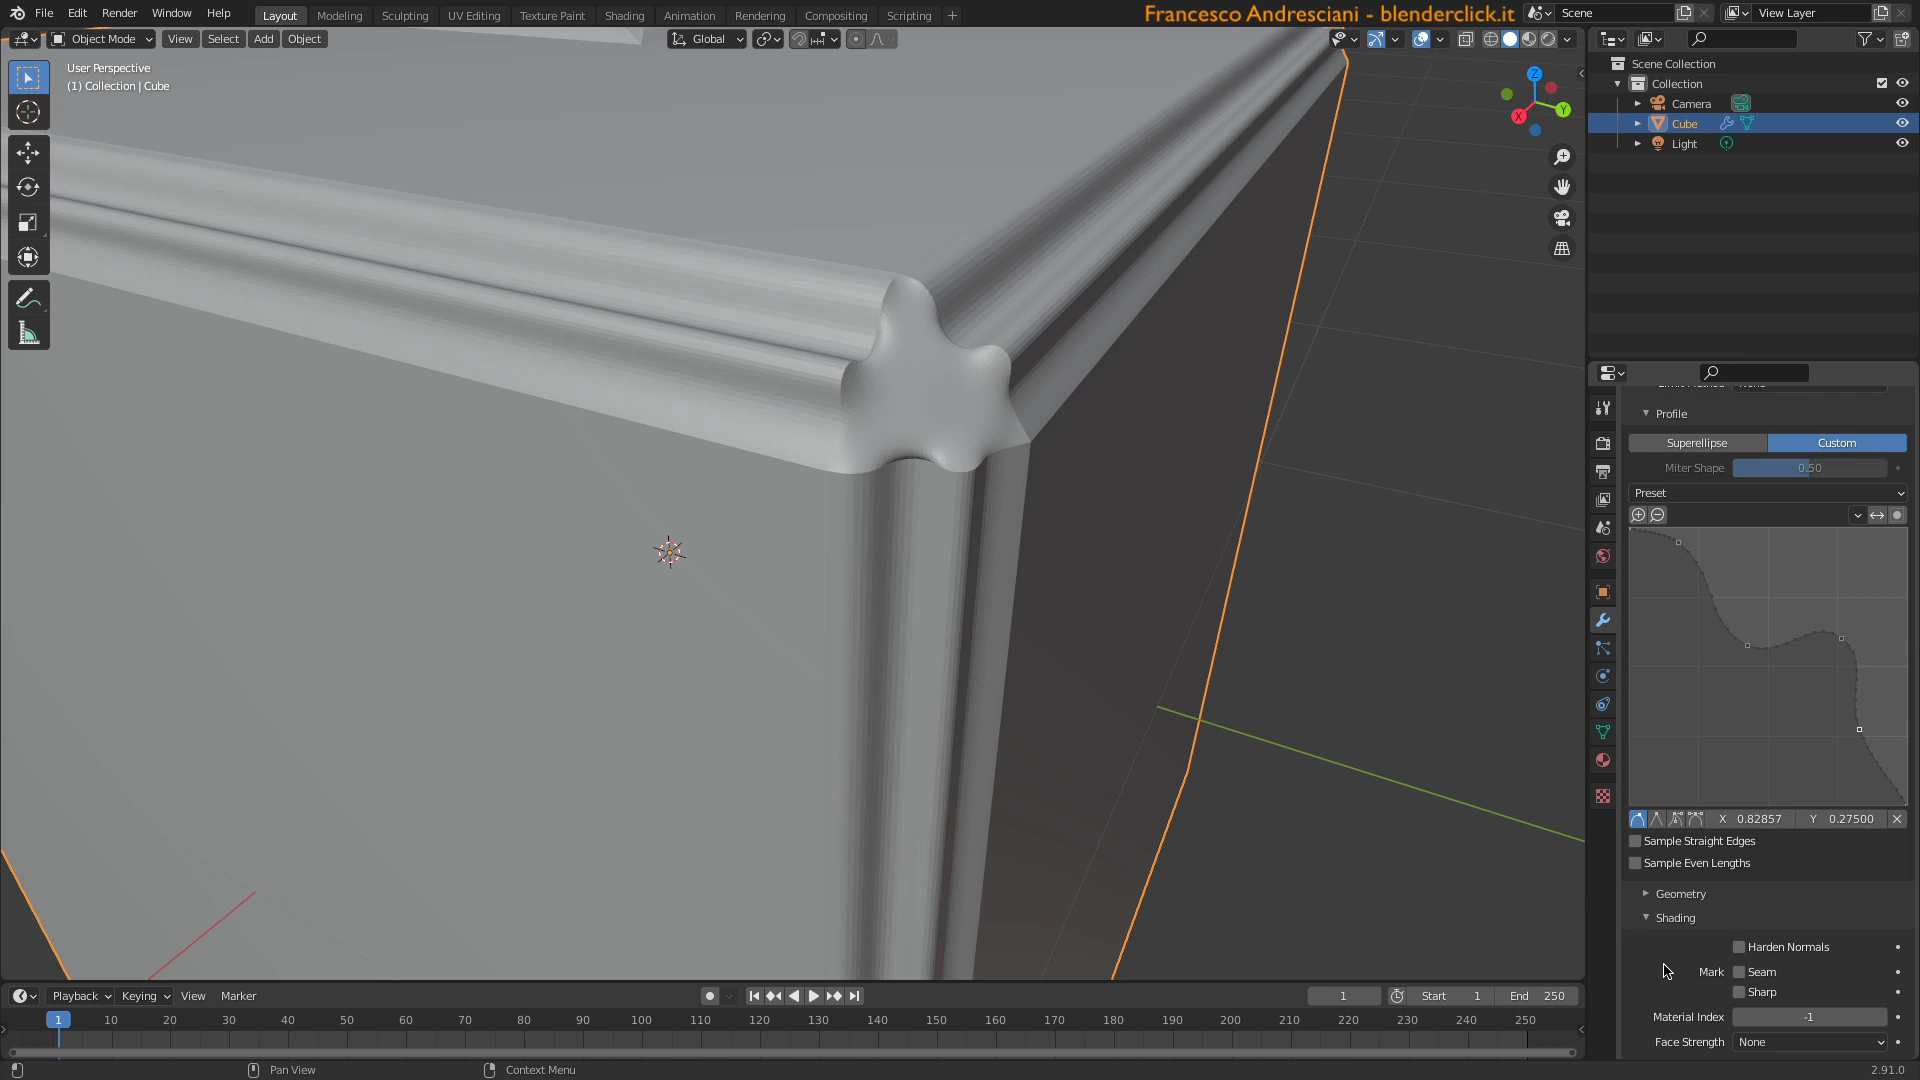 File Edit Render Window Help Layout Modeling Sculpting UV Editing Texture Paint Shading Animation Rendering Compositing Scripting Francesco Andresciani - blenderclick.it Scene View Layer
Object Mode View Select Add Object Global
User Perspective
(1) Collection | Cube
Z
Y
X
Scene Collection
Collection
Camera
Cube
Light
Profile
Superellipse Custom
Miter Shape 0.50
Preset
X 0.82857 Y 0.27500
Sample Straight Edges
Sample Even Lengths
Geometry
Shading
Harden Normals
Mark Seam
Sharp
Material Index -1
Face Strength None
Playback Keying View Marker 1 Start 1 End 250
1 10 20 30 40 50 60 70 80 90 100 110 120 130 140 150 160 170 180 190 200 210 220 230 240 250
Pan View Context Menu 2.91.0